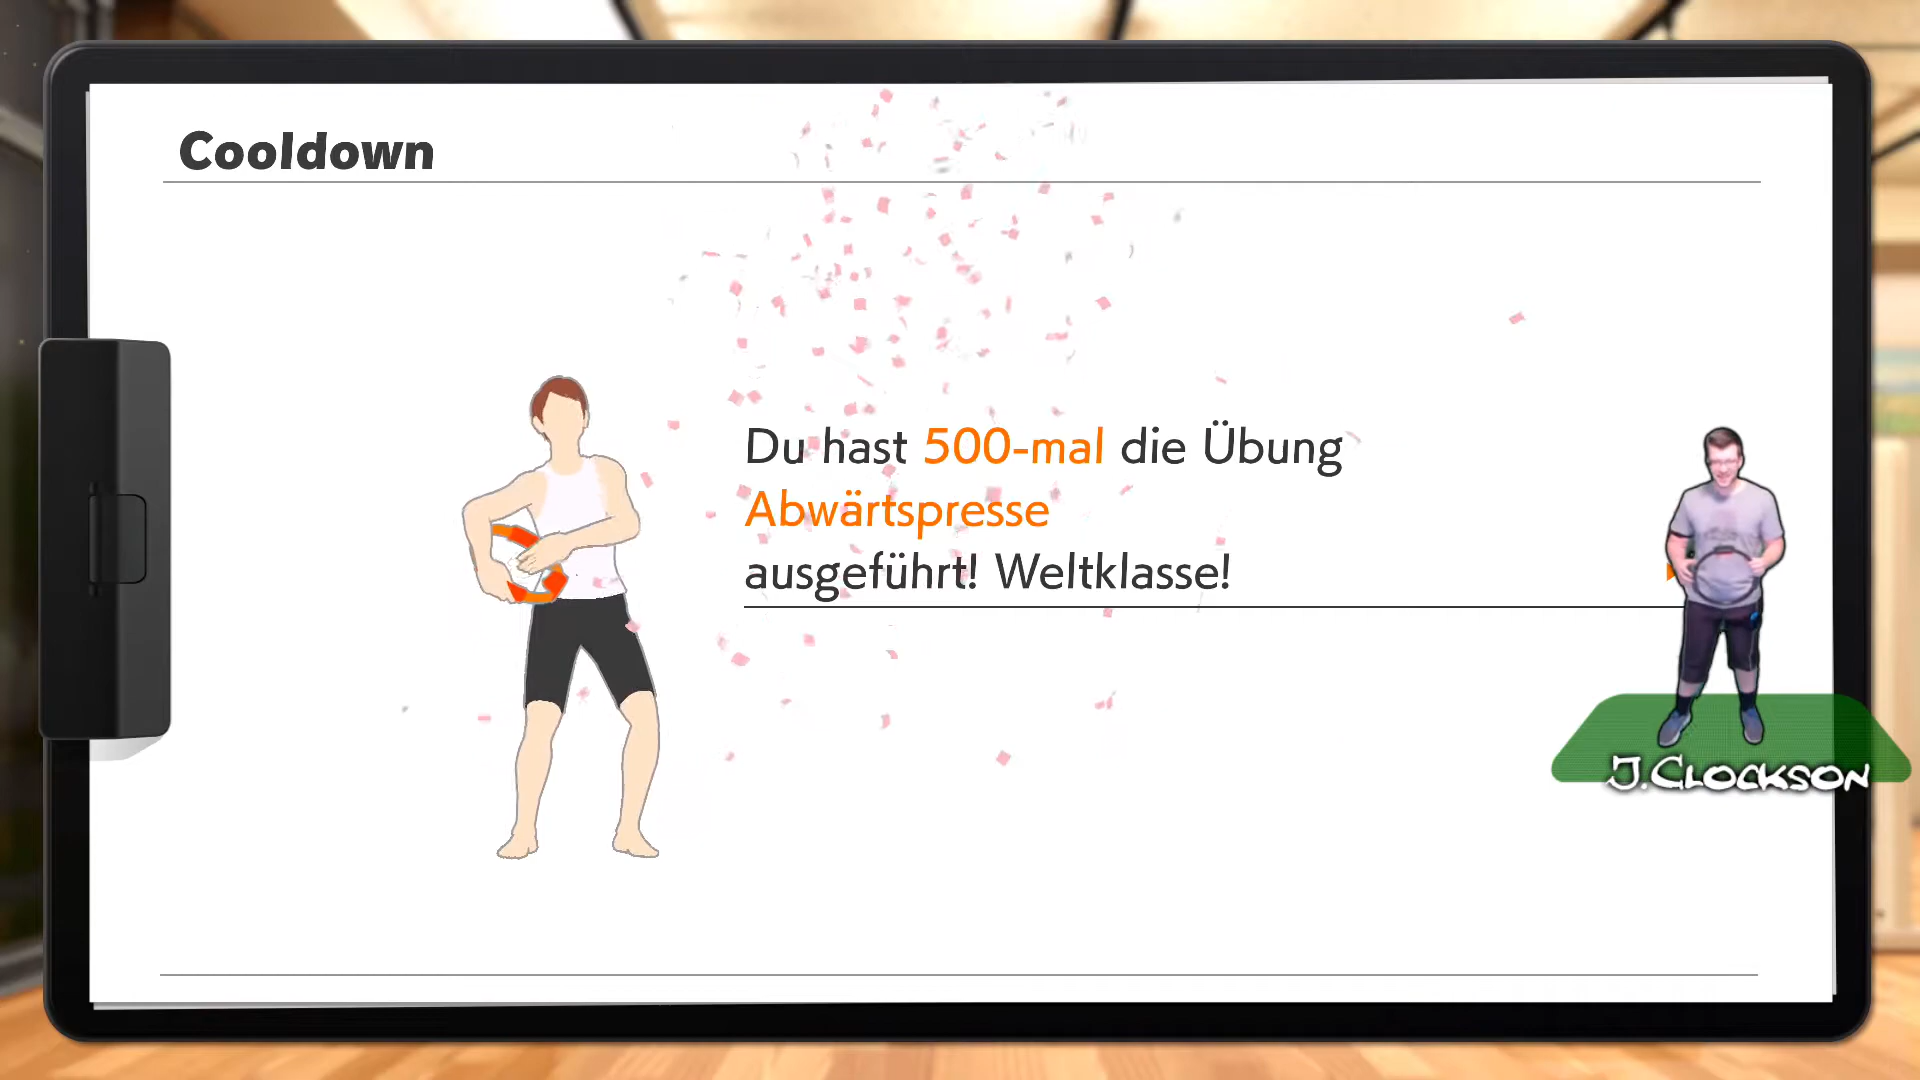 Cooldown
Du hast 500-mal die Übung
Abwärtspresse
ausgeführt! Weltklasse!
J.Clockson